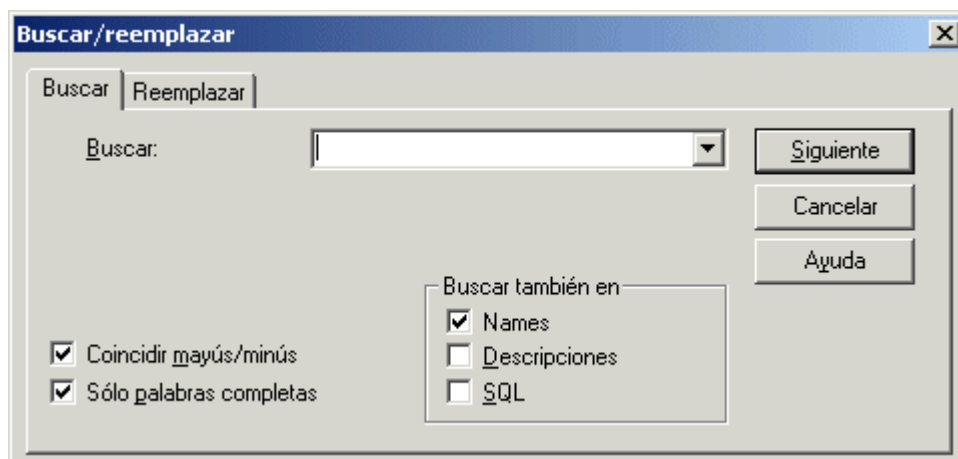 Buscar/reemplazar
Buscar
Reemplazar
Buscar:
Siguiente
Cancelar
Ayuda
Buscar también en
Names
Coincidir mayús/minús
Descripciones
Sólo palabras completas
SQL